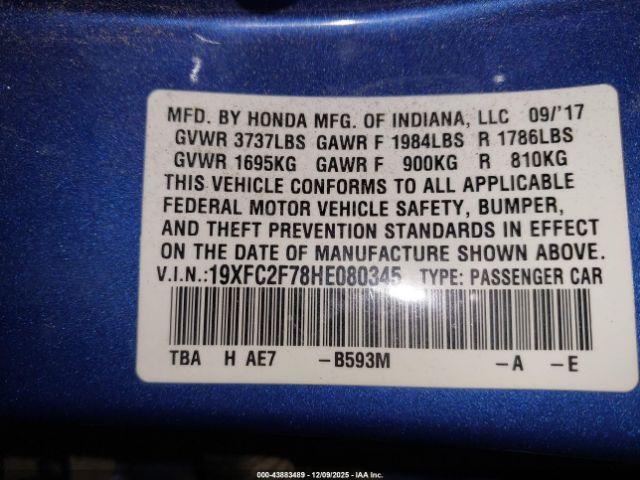 MFD. BY HONDA MFG. OF INDIANA, LLC 09/'17
GVWR 3737LBS GAWR F 1984LBS R 1786LBS
GVWR 1695KG GAWR F 900KG R 810KG
THIS VEHICLE CONFORMS TO ALL APPLICABLE
FEDERAL MOTOR VEHICLE SAFETY, BUMPER,
AND THEFT PREVENTION STANDARDS IN EFFECT
ON THE DATE OF MANUFACTURE SHOWN ABOVE.
V.I.N.:19XFC2F78HE080345 TYPE: PASSENGER CAR
TBA H AE7 -B593M -A -E
000-43883489 - 12/09/2025 - IAA Inc.